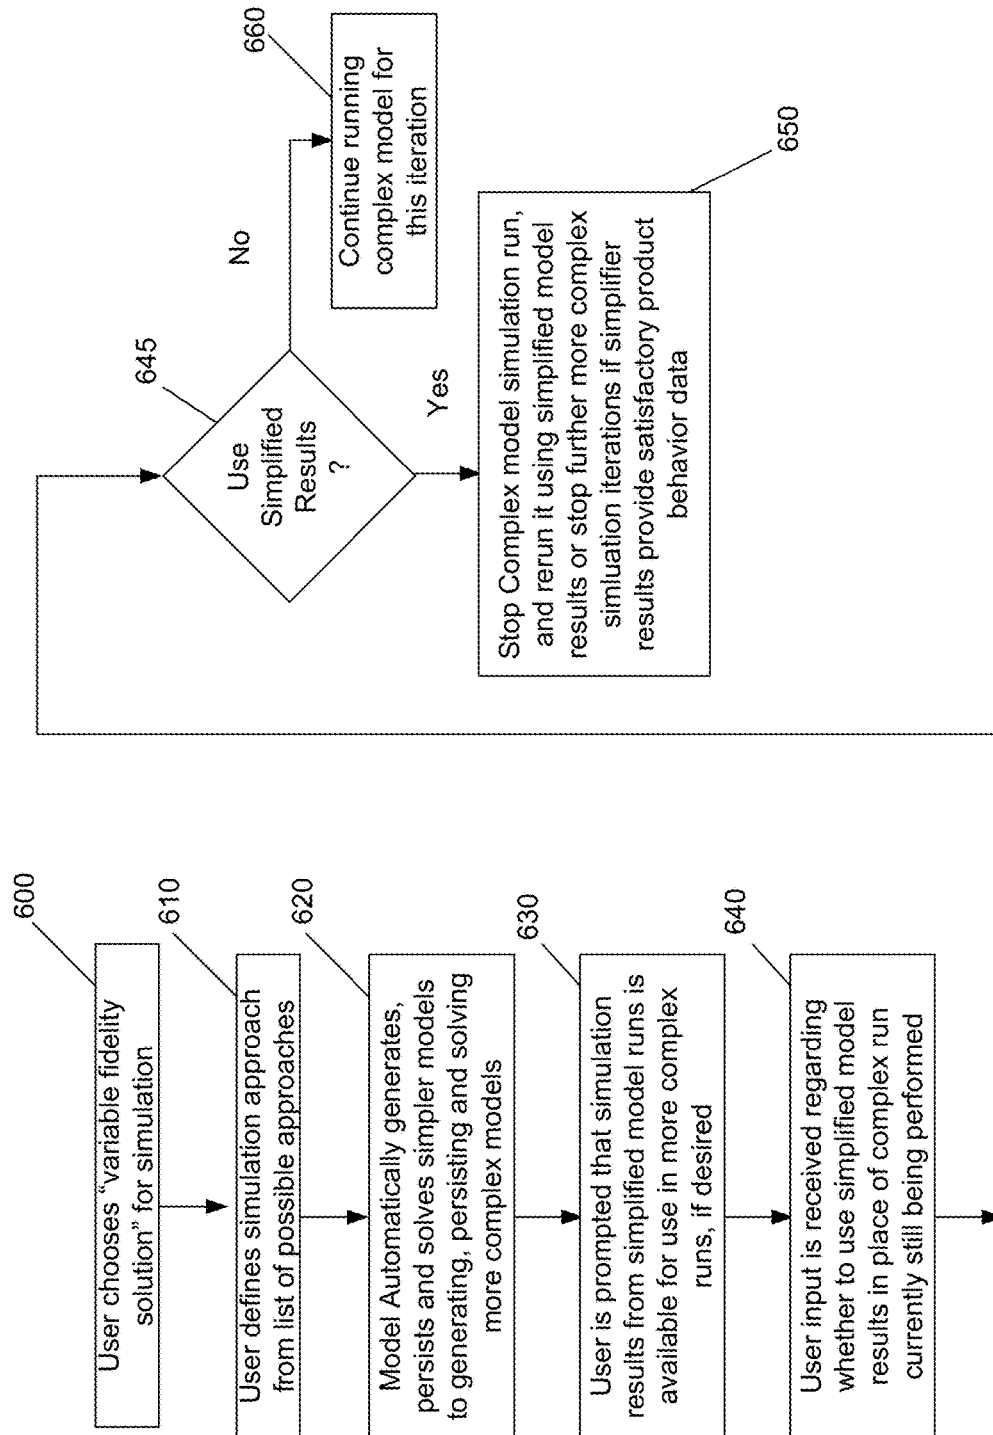 600
User chooses "variable fidelity
solution" for simulation
610
User defines simulation approach
from list of possible approaches
620
Model Automatically generates,
persists and solves simpler models
to generating, persisting and solving
more complex models
630
User is prompted that simulation
results from simplified model runs is
available for use in more complex
runs, if desired
640
User input is received regarding
whether to use simplified model
results in place of complex run
currently still being performed
645
Use
Simplified
Results
?
No
660
Continue running
complex model for
this iteration
Yes
650
Stop Complex model simulation run,
and rerun it using simplified model
results or stop further more complex
simluation iterations if simplifier
results provide satisfactory product
behavior data